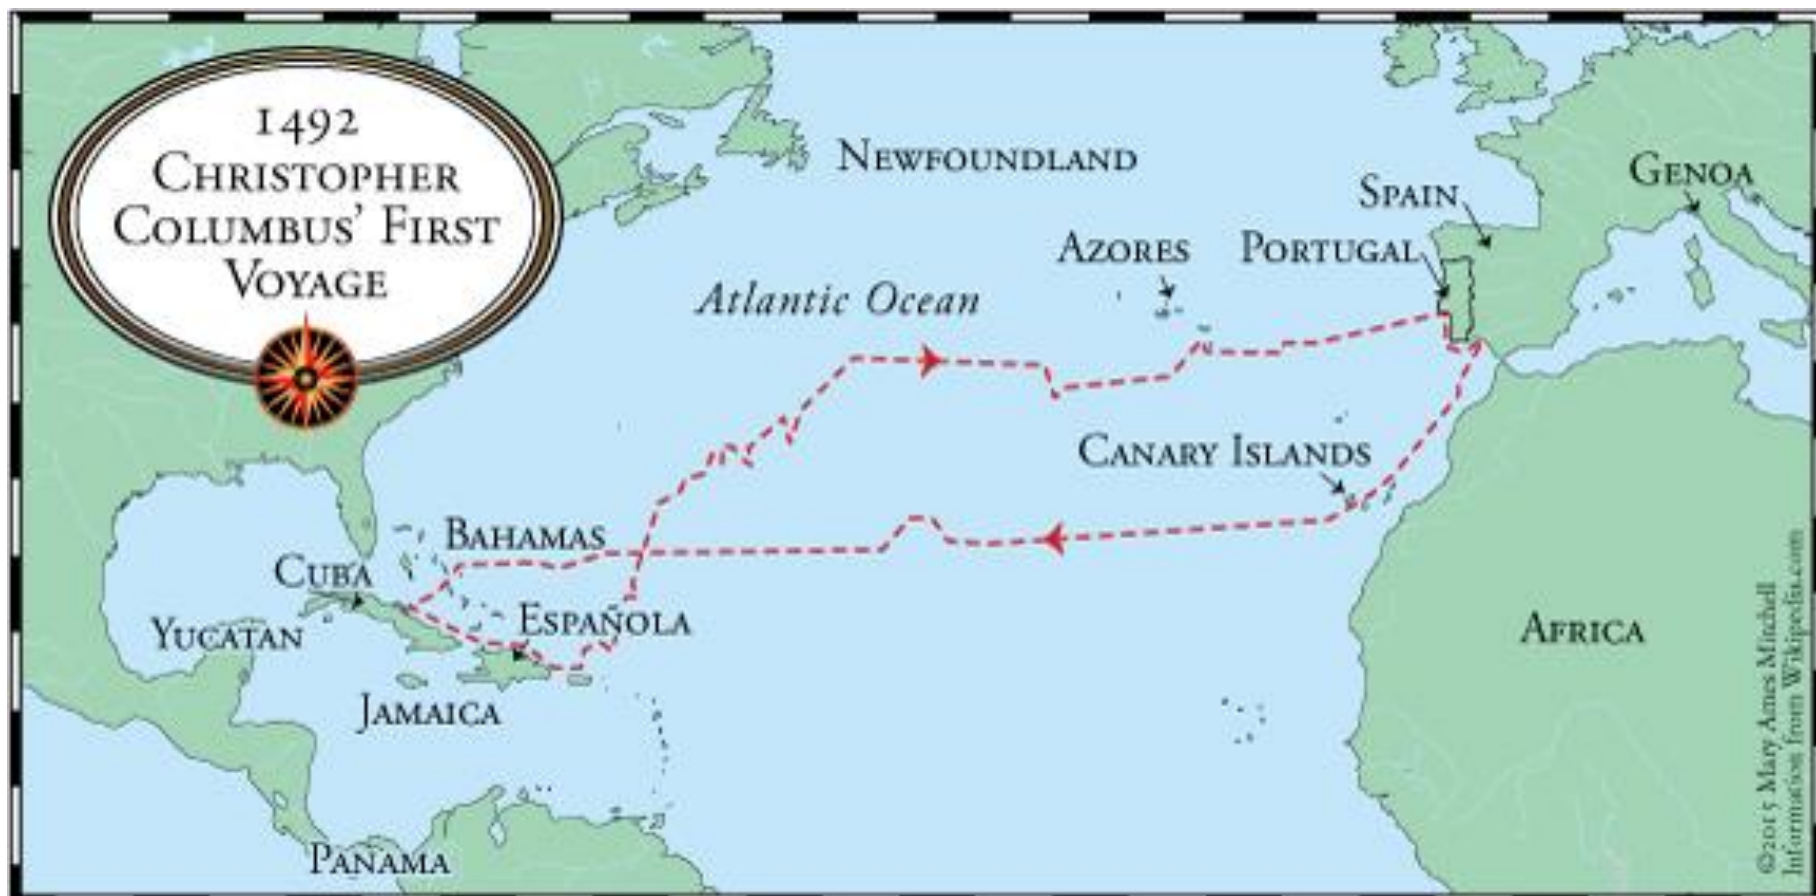 1492
Christopher
Columbus' First
Voyage
Newfoundland
Genoa
Spain
Azores
Portugal
Atlantic Ocean
Canary Islands
Bahamas
Cuba
Española
Yucatan
Africa
Jamaica
Panama
©2015 Mary Ames Mitchell
Information from Wikipedia.com